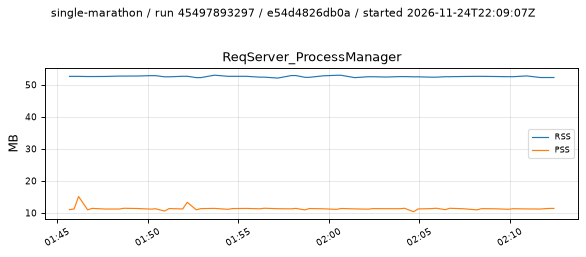 single-marathon / run 45497893297 / e54d4826db0a / started 2026-11-24T22:09:07Z
ReqServer_ProcessManager
MB
50
40
30
20
10
RSS
PSS
01:45
01:50
01:55
02:00
02:05
02:10